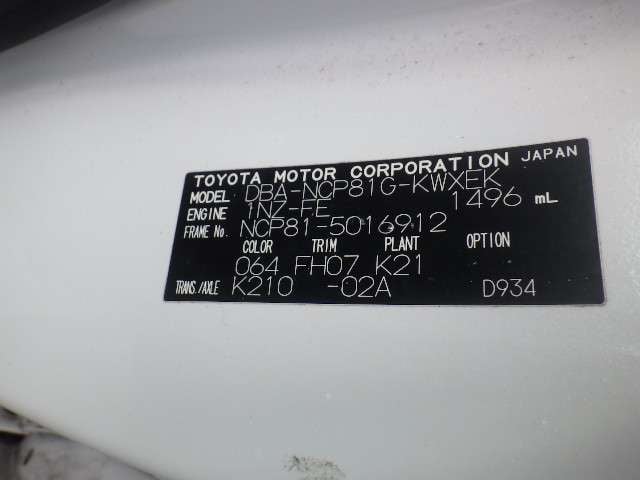 TOYOTA MOTOR CORPORATION JAPAN
MODEL DBA-NCP81G-KWXEK
ENGINE 1NZ-FE 1496 mL
FRAME No. NCP81-5016912
COLOR TRIM PLANT OPTION
064 FH07 K21
TRANS./AXLE K210 -02A D934